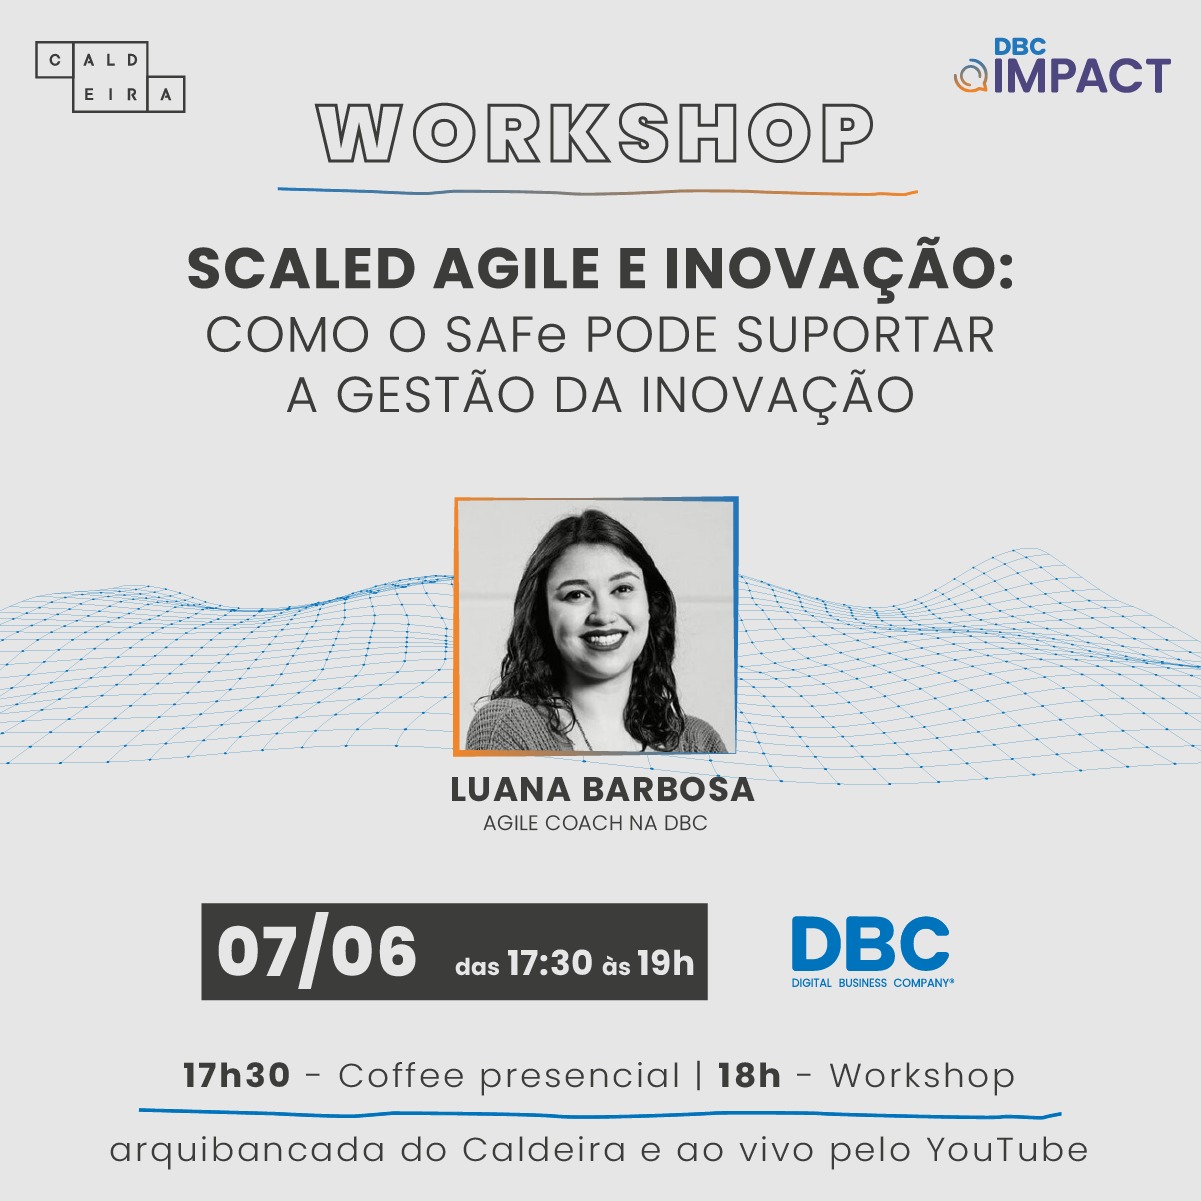 CALD
EIRA
DBC
IMPACT
WORKSHOP
SCALED AGILE E INOVAÇÃO:
COMO O SAFe PODE SUPORTAR
A GESTÃO DA INOVAÇÃO
LUANA BARBOSA
AGILE COACH NA DBC
07/06 das 17:30 às 19h
DBC
DIGITAL BUSINESS COMPANY®
17h30 - Coffee presencial | 18h - Workshop
arquibancada do Caldeira e ao vivo pelo YouTube